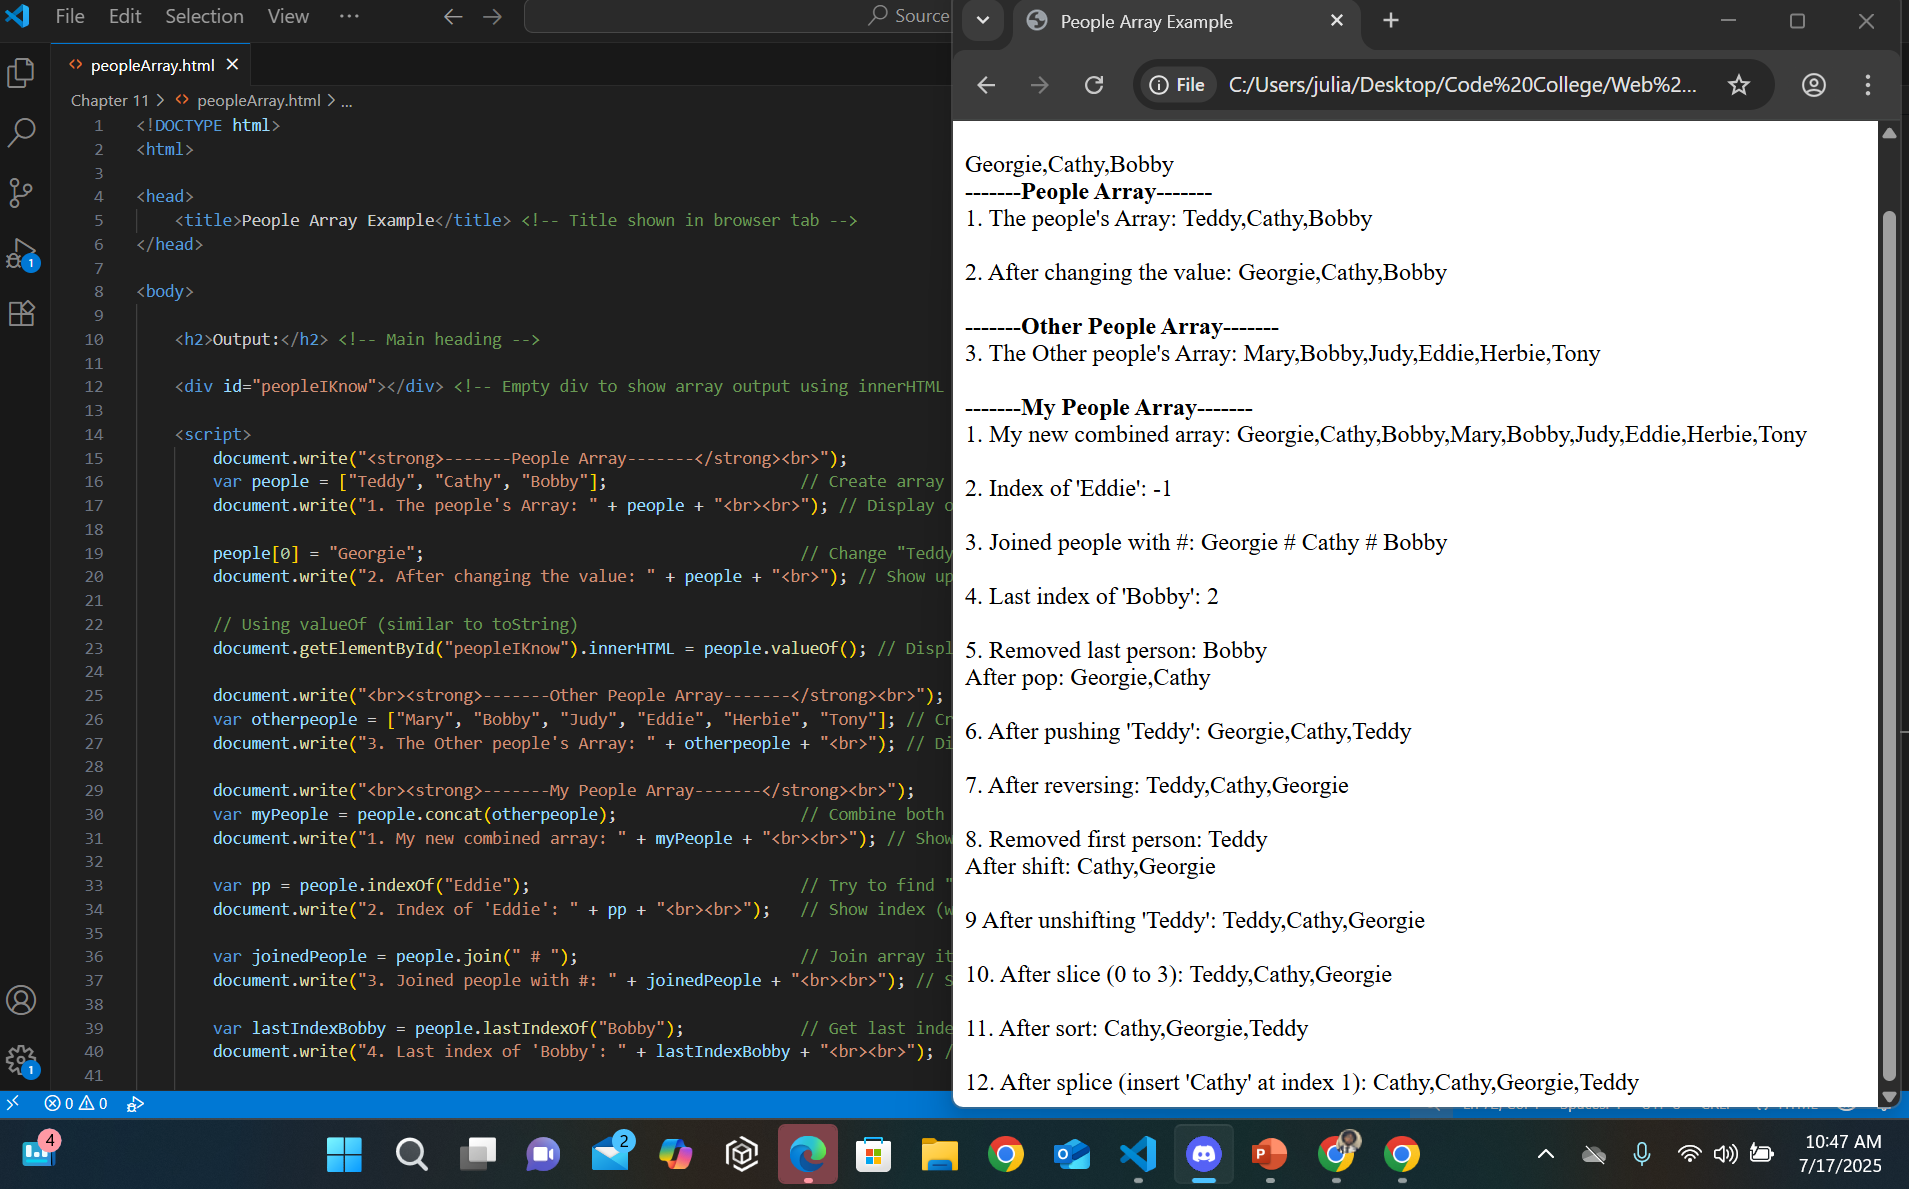 File Edit Selection View ...
Source
peopleArray.html
Chapter 11 > peopleArray.html > ...
1 <!DOCTYPE html>
2 <html>
3
4 <head>
5 <title>People Array Example</title> <!-- Title shown in browser tab -->
6 </head>
7
8 <body>
9
10 <h2>Output:</h2> <!-- Main heading -->
11
12 <div id="peopleIKnow"></div> <!-- Empty div to show array output using innerHTML
13
14 <script>
15 document.write("<strong>-------People Array-------</strong><br>");
16 var people = ["Teddy", "Cathy", "Bobby"]; // Create array
17 document.write("1. The people's Array: " + people + "<br><br>"); // Display o
18
19 people[0] = "Georgie"; // Change "Teddy
20 document.write("2. After changing the value: " + people + "<br>"); // Show up
21
22 // Using valueOf (similar to toString)
23 document.getElementById("peopleIKnow").innerHTML = people.valueOf(); // Displ
24
25 document.write("<br><strong>-------Other People Array-------</strong><br>");
26 var otherpeople = ["Mary", "Bobby", "Judy", "Eddie", "Herbie", "Tony"]; // Cr
27 document.write("3. The Other people's Array: " + otherpeople + "<br>"); // Di
28
29 document.write("<br><strong>-------My People Array-------</strong><br>");
30 var myPeople = people.concat(otherpeople); // Combine both
31 document.write("1. My new combined array: " + myPeople + "<br><br>"); // Show
32
33 var pp = people.indexOf("Eddie"); // Try to find "
34 document.write("2. Index of 'Eddie': " + pp + "<br><br>"); // Show index (w
35
36 var joinedPeople = people.join(" # "); // Join array it
37 document.write("3. Joined people with #: " + joinedPeople + "<br><br>"); // S
38
39 var lastIndexBobby = people.lastIndexOf("Bobby"); // Get last inde
40 document.write("4. Last index of 'Bobby': " + lastIndexBobby + "<br><br>"); /
41
1
1
0 0
People Array Example
File C:/Users/julia/Desktop/Code%20College/Web%2...
Georgie,Cathy,Bobby
-------People Array-------
1. The people's Array: Teddy,Cathy,Bobby
2. After changing the value: Georgie,Cathy,Bobby
-------Other People Array-------
3. The Other people's Array: Mary,Bobby,Judy,Eddie,Herbie,Tony
-------My People Array-------
1. My new combined array: Georgie,Cathy,Bobby,Mary,Bobby,Judy,Eddie,Herbie,Tony
2. Index of 'Eddie': -1
3. Joined people with #: Georgie # Cathy # Bobby
4. Last index of 'Bobby': 2
5. Removed last person: Bobby
After pop: Georgie,Cathy
6. After pushing 'Teddy': Georgie,Cathy,Teddy
7. After reversing: Teddy,Cathy,Georgie
8. Removed first person: Teddy
After shift: Cathy,Georgie
9 After unshifting 'Teddy': Teddy,Cathy,Georgie
10. After slice (0 to 3): Teddy,Cathy,Georgie
11. After sort: Cathy,Georgie,Teddy
12. After splice (insert 'Cathy' at index 1): Cathy,Cathy,Georgie,Teddy
4
2
P
10:47 AM
7/17/2025